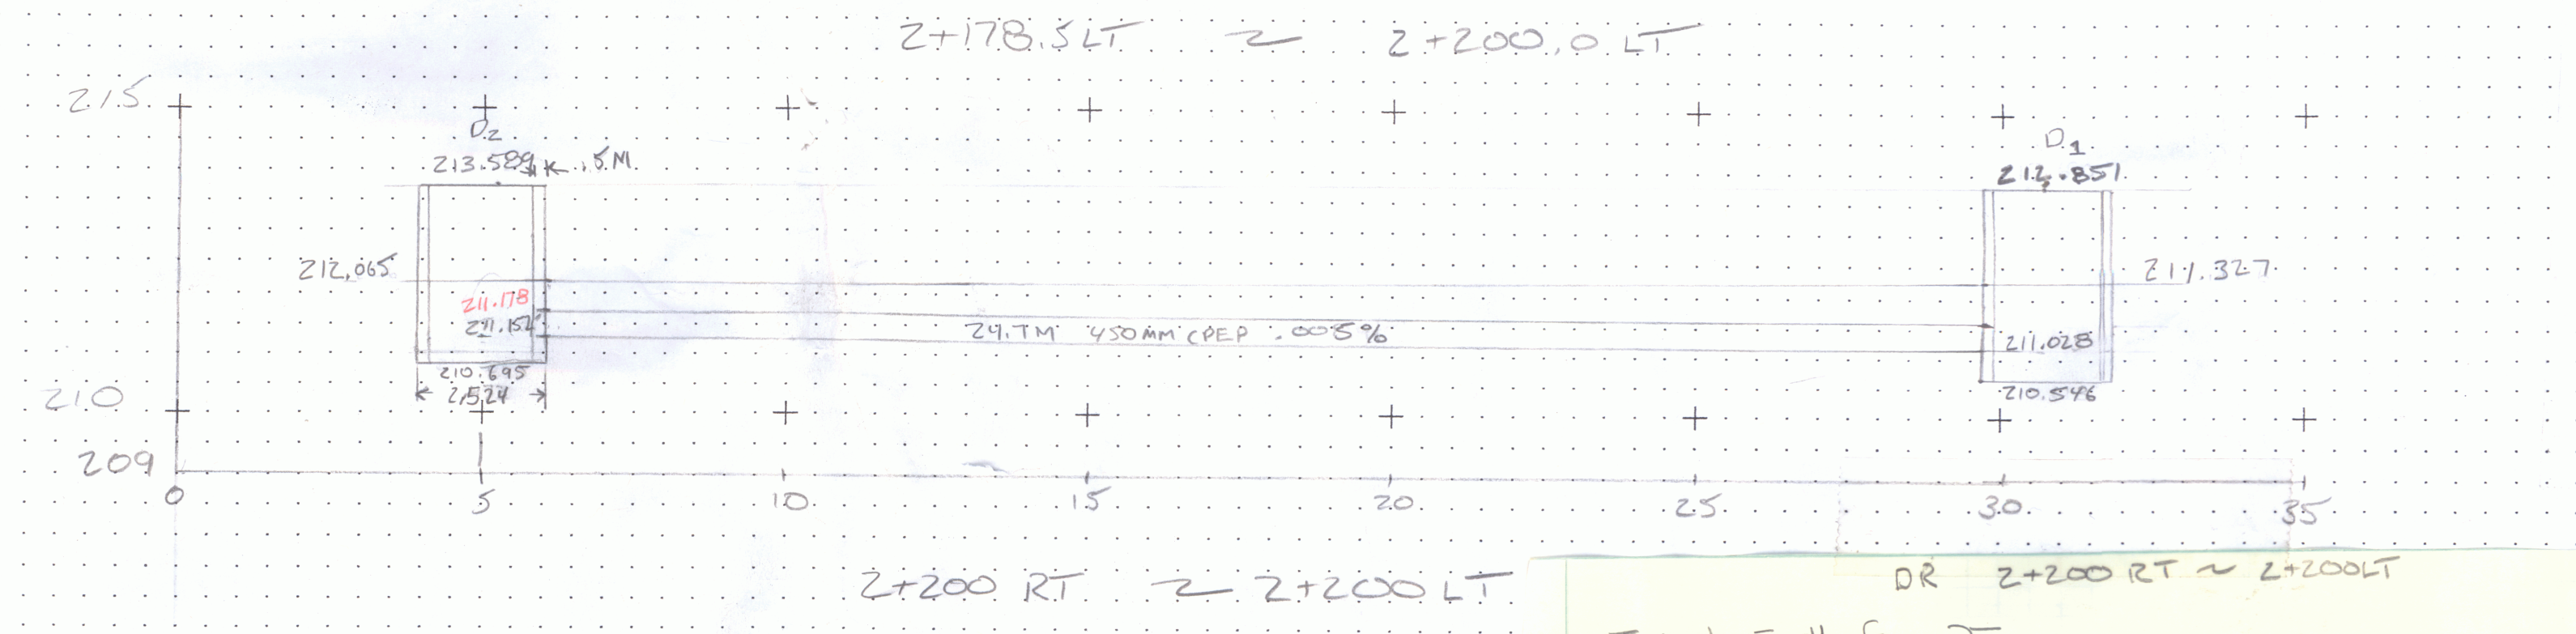 2+178.5 LT ~ 2+200.0 LT
215
D2
D1
213.589 .5M
212.851
212.065
211.327
211.178
211.152
24.7M 450MM CPEP .005%
211.028
210.695
210.546
2.524
210
209
0 5 10 15 20 25 30 35
2+200 RT ~ 2+200 LT
DR 2+200 RT ~ 2+200LT